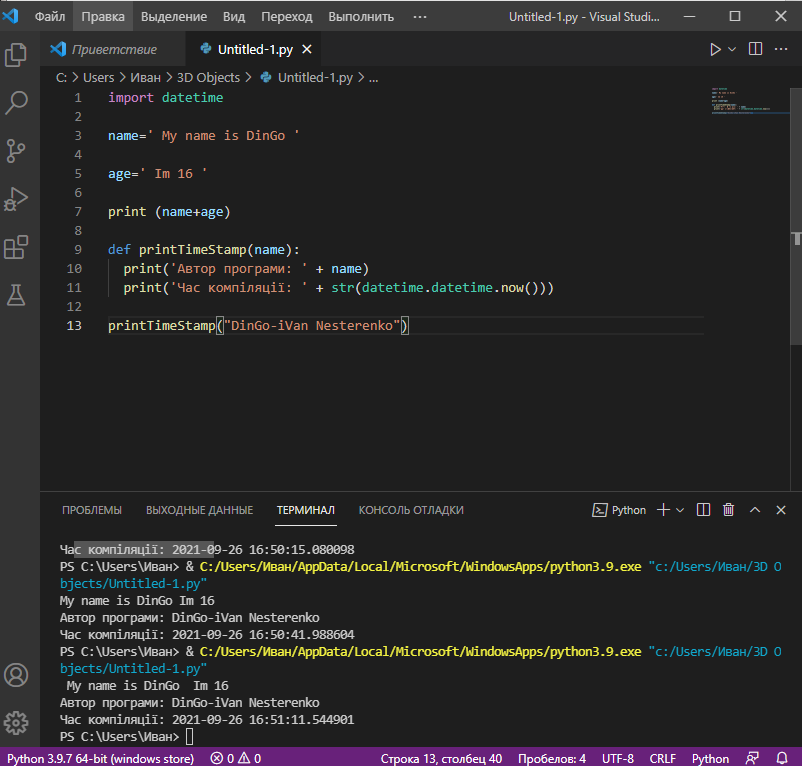 Файл Правка Выделение Вид Переход Выполнить ··· Untitled-1.py - Visual Studi...
Приветствие Untitled-1.py
C: > Users > Иван > 3D Objects > Untitled-1.py > ...
1 import datetime
2
3 name=' My name is DinGo '
4
5 age=' Im 16 '
6
7 print (name+age)
8
9 def printTimeStamp(name):
10 print('Автор програми: ' + name)
11 print('Час компіляції: ' + str(datetime.datetime.now()))
12
13 printTimeStamp("DinGo-iVan Nesterenko")
ПРОБЛЕМЫ ВЫХОДНЫЕ ДАННЫЕ ТЕРМИНАЛ КОНСОЛЬ ОТЛАДКИ Python
Час компіляції: 2021-09-26 16:50:15.080098
PS C:\Users\Иван> & C:/Users/Иван/AppData/Local/Microsoft/WindowsApps/python3.9.exe "c:/Users/Иван/3D O
bjects/Untitled-1.py"
My name is DinGo Im 16
Автор програми: DinGo-iVan Nesterenko
Час компіляції: 2021-09-26 16:50:41.988604
PS C:\Users\Иван> & C:/Users/Иван/AppData/Local/Microsoft/WindowsApps/python3.9.exe "c:/Users/Иван/3D O
bjects/Untitled-1.py"
 My name is DinGo  Im 16
Автор програми: DinGo-iVan Nesterenko
Час компіляції: 2021-09-26 16:51:11.544901
PS C:\Users\Иван>
Python 3.9.7 64-bit (windows store) 0 0 Строка 13, столбец 40 Пробелов: 4 UTF-8 CRLF Python